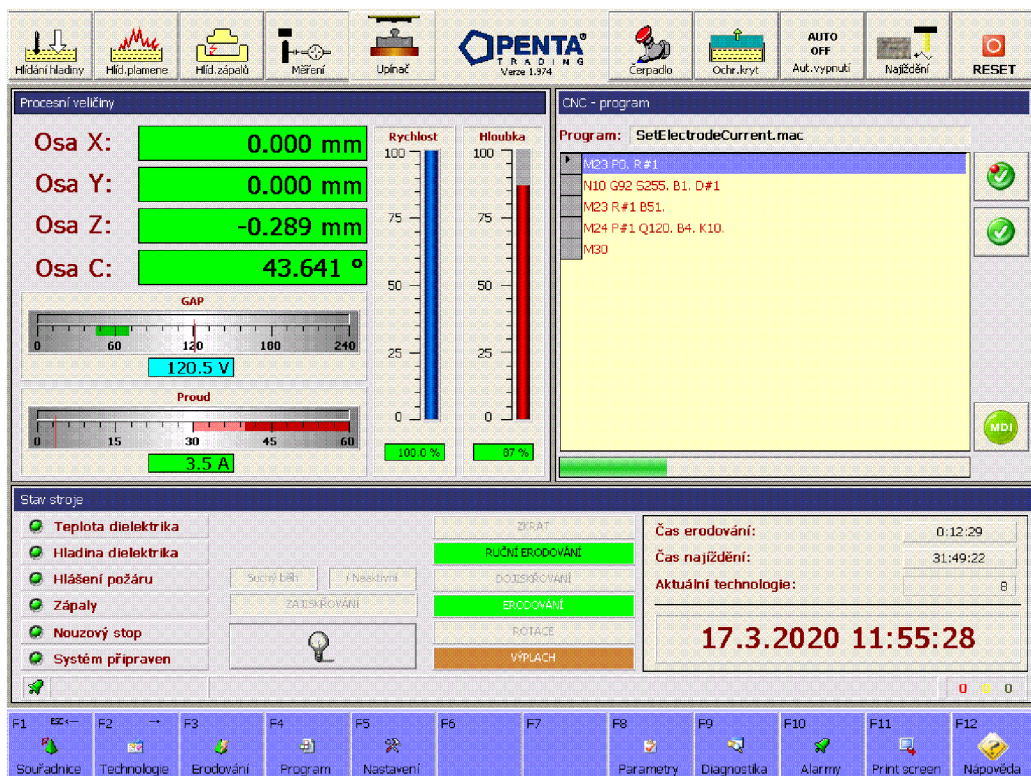 Hlídání hladiny
Hlíd.plamene
Hlíd.zápalů
Měření
Upínač
PENTA®
TRADING
Verze 1.974
Čerpadlo
Ochr.kryt
AUTO
OFF
Aut.vypnutí
Najíždění
RESET
Procesní veličiny
Osa X: 0.000 mm
Osa Y: 0.000 mm
Osa Z: -0.289 mm
Osa C: 43.641 º
GAP
0 60 120 180 240
120.5 V
Proud
0 15 30 45 60
3.5 A
Rychlost
100
75
50
25
0
100.0 %
Hloubka
100
75
50
25
0
87 %
CNC - program
Program: SetElectrodeCurrent.mac
M23 P0. R#1
N10 G92 S255. B1. D#1
M23 R#1 B51.
M24 P#1 Q120. B4. K10.
M30
MDI
Stav stroje
Teplota dielektrika
Hladina dielektrika
Hlášení požáru
Zápaly
Nouzový stop
Systém připraven
Suchý běh
/ Neaktivní
ZAJISKŘOVÁNÍ
ZKRAT
RUČNÍ ERODOVÁNÍ
DOJISKŘOVÁNÍ
ERODOVÁNÍ
ROTACE
VÝPLACH
Čas erodování: 0:12:29
Čas najíždění: 31:49:22
Aktuální technologie: 8
17.3.2020 11:55:28
0 0 0
F1 ESC<— Souřadnice
F2 → Technologie
F3 Erodování
F4 Program
F5 Nastavení
F6
F7
F8 Parametry
F9 Diagnostika
F10 Alarmy
F11 Print screen
F12 Nápověda